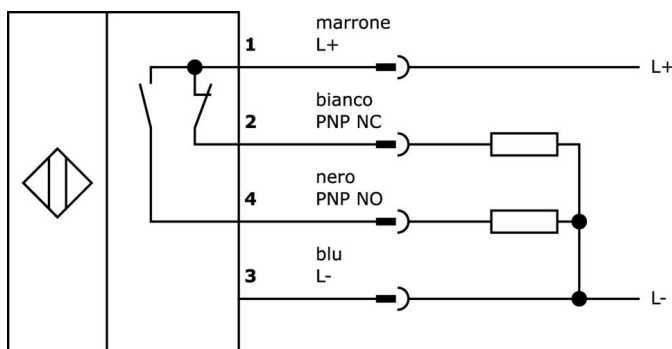 marrone
1 L+
L+
bianco
2 PNP NC
nero
4 PNP NO
blu
3 L-
L-